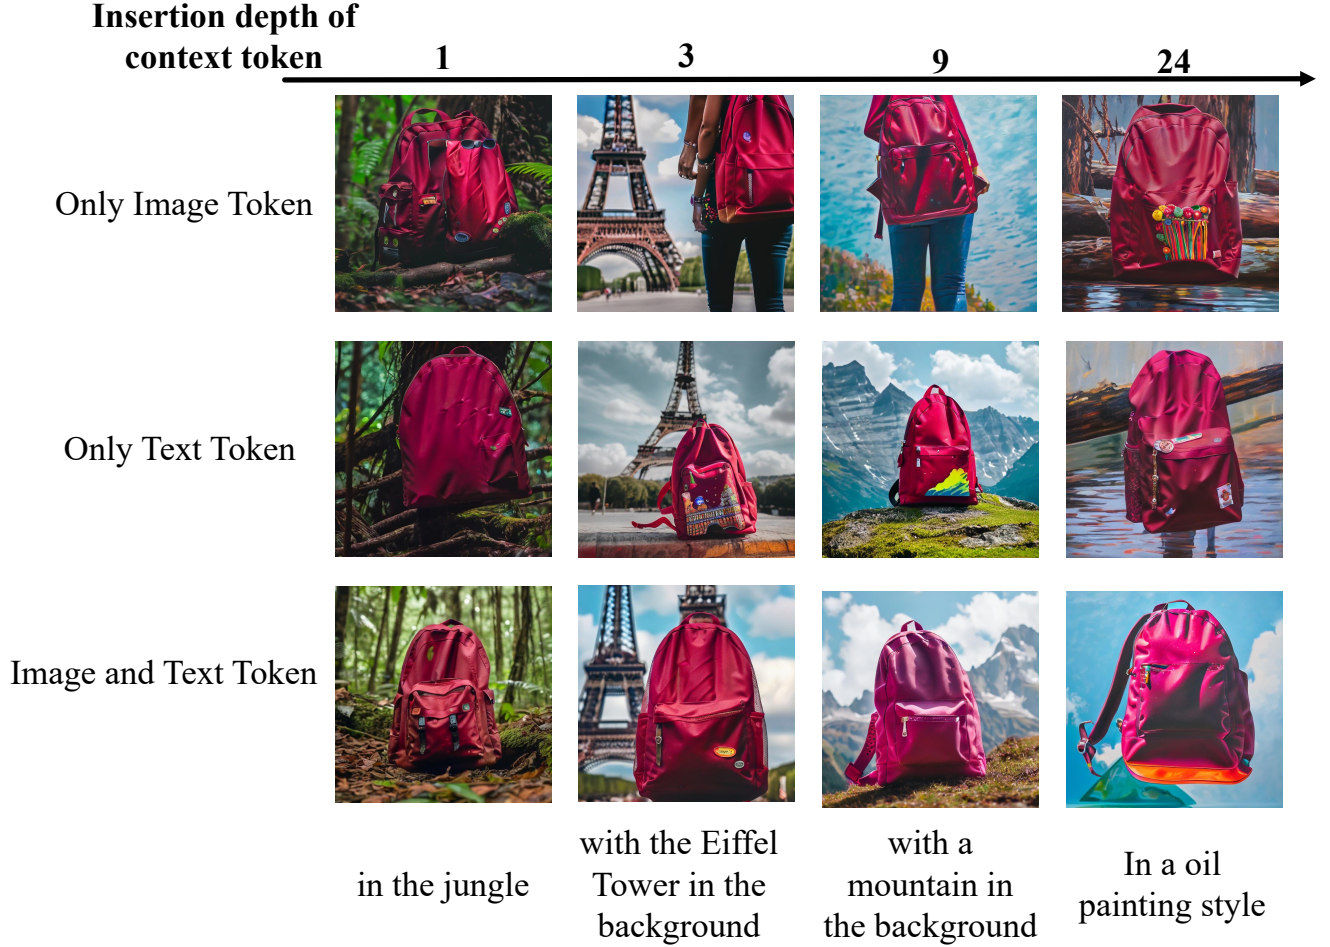 Insertion depth of
context token
1
3
9
24
Only Image Token
Only Text Token
Image and Text Token
in the jungle
with the Eiffel
Tower in the
background
with a
mountain in
the background
In a oil
painting style